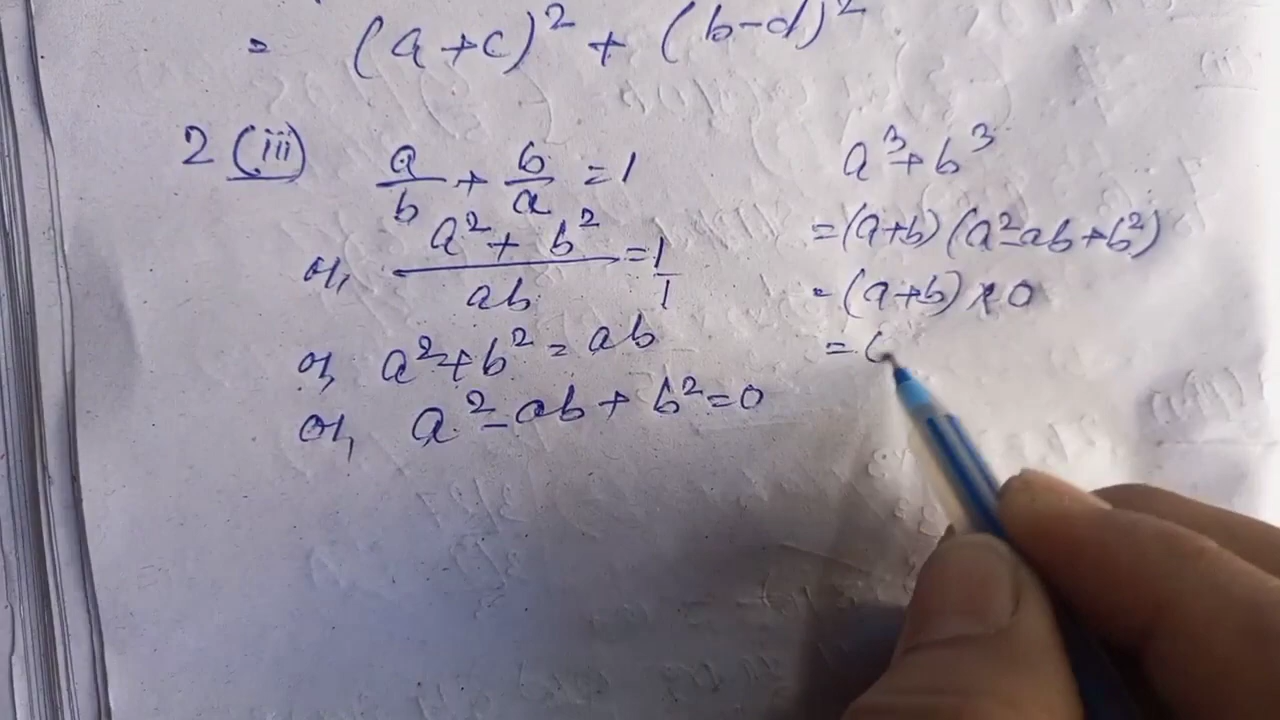 = (a+c)² + (b-d)²
2 (iii) a/b + b/a = 1
or, a² + b² / ab = 1/1
or, a²+b² = ab
or, a² - ab + b² = 0
a³ + b³
= (a+b) (a²-ab+b²)
= (a+b) × 0
=